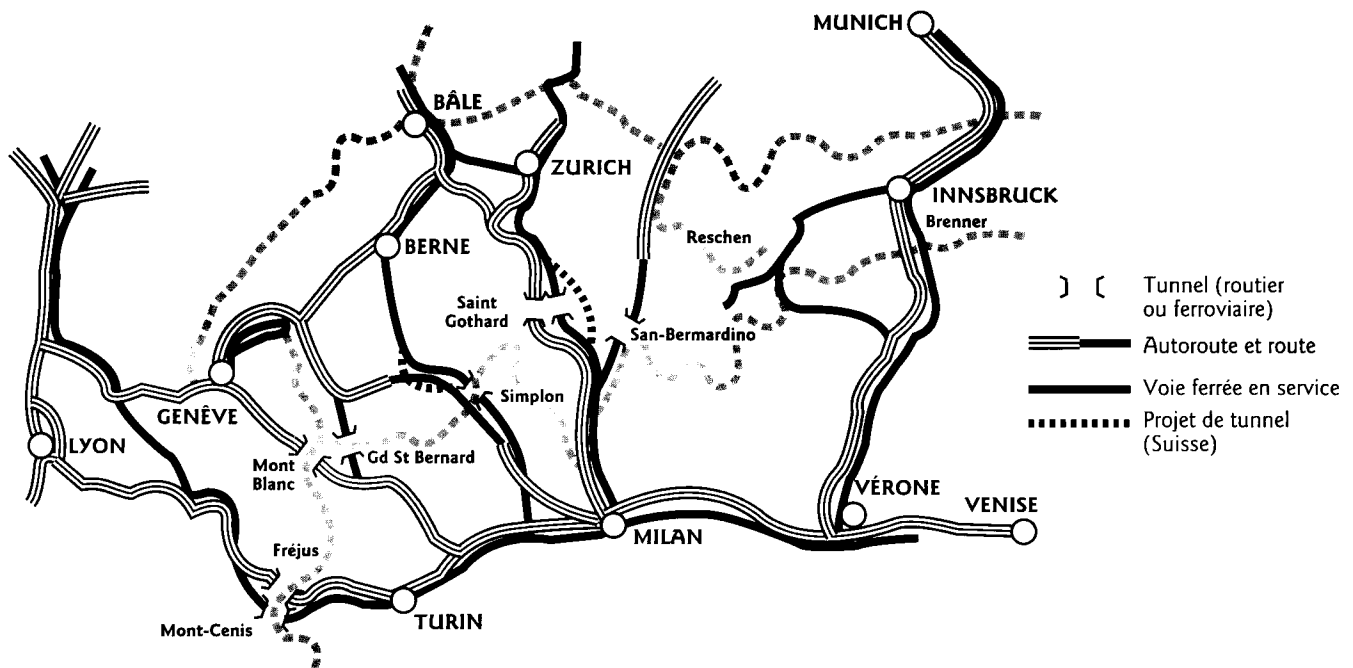 MUNICH
BÂLE
ZURICH
INNSBRUCK
Brenner
BERNE
Reschen
Saint
Gothard
San-Bermardino
Tunnel (routier
ou ferroviaire)
Autoroute et route
Voie ferrée en service
Projet de tunnel
(Suisse)
Simplon
GENÊVE
LYON
Mont
Blanc
Gd St Bernard
VÉRONE
VENISE
MILAN
Fréjus
TURIN
Mont-Cenis